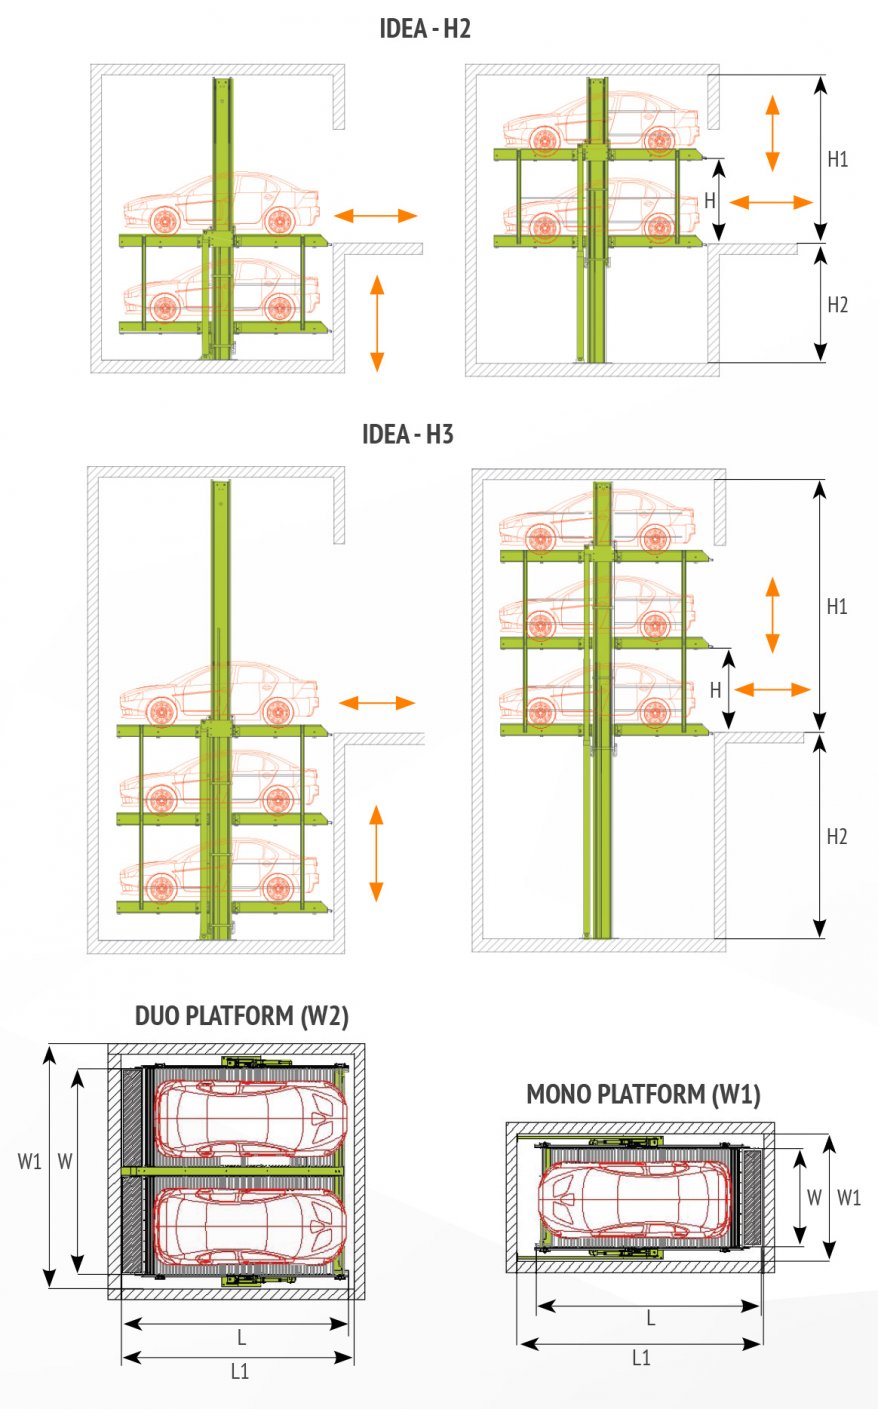 IDEA - H2
H1
H
H2
IDEA - H3
H1
H
H2
DUO PLATFORM (W2)
W1 W
L
L1
MONO PLATFORM (W1)
W W1
L
L1